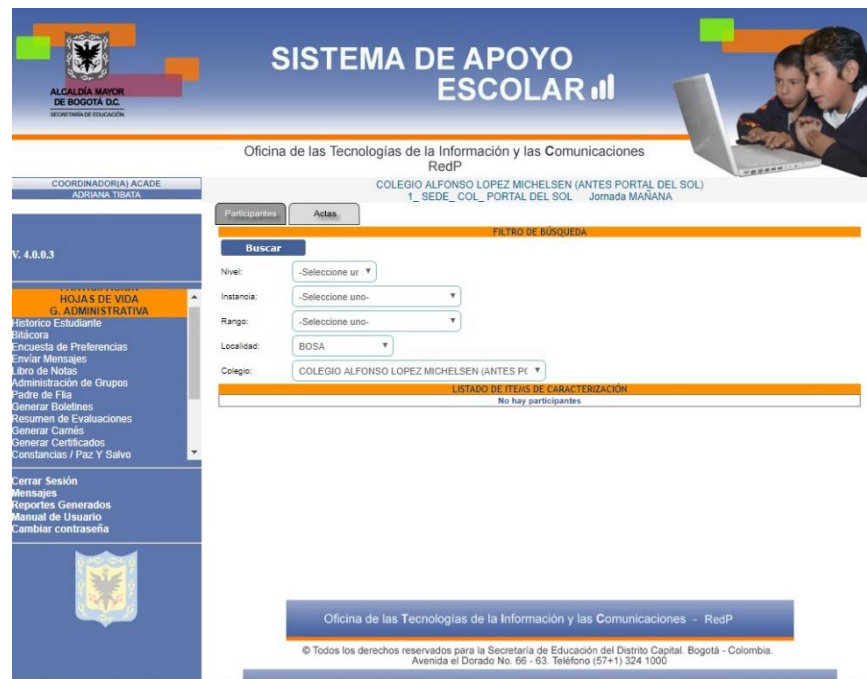 ALCALDÍA MAYOR
DE BOGOTÁ D.C.
SECRETARÍA DE EDUCACIÓN
SISTEMA DE APOYO
ESCOLAR
Oficina de las Tecnologías de la Información y las Comunicaciones
RedP
COORDINADOR(A) ACADE
ADRIANA TIBATA
COLEGIO ALFONSO LOPEZ MICHELSEN (ANTES PORTAL DEL SOL)
1_ SEDE_ COL_ PORTAL DEL SOL Jornada MAÑANA
V. 4.0.0.3
HOJAS DE VIDA
G. ADMINISTRATIVA
Historico Estudiante
Bitácora
Encuesta de Preferencias
Envíar Mensajes
Libro de Notas
Administración de Grupos
Padre de Flia
Generar Boletines
Resumen de Evaluaciones
Generar Carnés
Generar Certificados
Constancias / Paz Y Salvo
Cerrar Sesión
Mensajes
Reportes Generados
Manual de Usuario
Cambiar contraseña
Participantes Actas
FILTRO DE BÚSQUEDA
Buscar
Nivel: -Seleccione ur
Instancia: -Seleccione uno-
Rango: -Seleccione uno-
Localidad: BOSA
Colegio: COLEGIO ALFONSO LOPEZ MICHELSEN (ANTES P(
LISTADO DE ITEMS DE CARACTERIZACIÓN
No hay participantes
Oficina de las Tecnologías de la Información y las Comunicaciones - RedP
© Todos los derechos reservados para la Secretaría de Educación del Distrito Capital. Bogotá - Colombia.
Avenida el Dorado No. 66 - 63. Teléfono (57+1) 324 1000